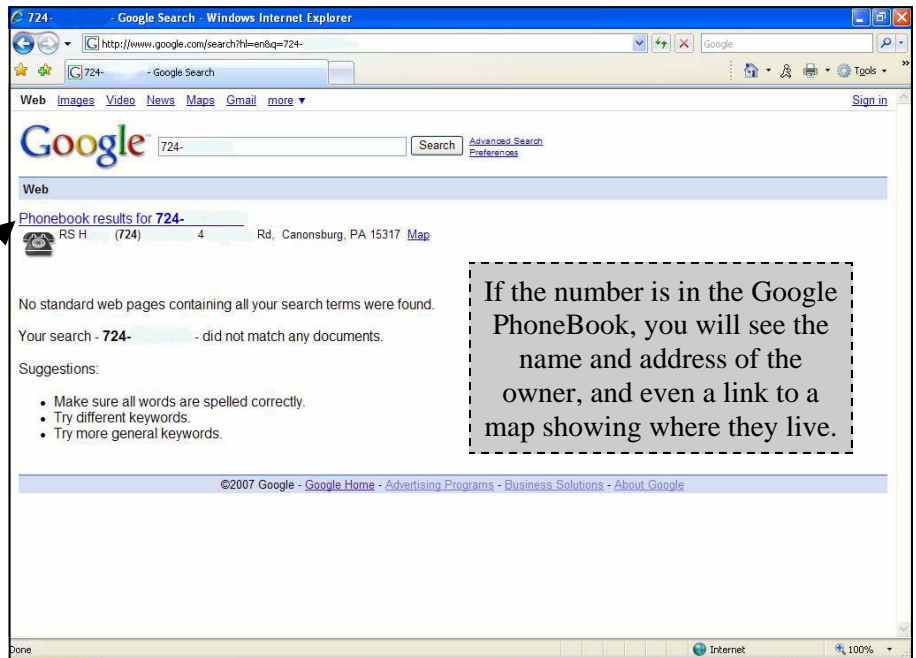 724- - Google Search - Windows Internet Explorer
http://www.google.com/search?hl=en&q=724-
Google
724- - Google Search
Tools
Web Images Video News Maps Gmail more ▼
Sign in
Google 724- Search Advanced Search
Preferences
Web
Phonebook results for 724-
RS H (724) 4 Rd, Canonsburg, PA 15317 Map
No standard web pages containing all your search terms were found.
Your search - 724- - did not match any documents.
Suggestions:
• Make sure all words are spelled correctly.
• Try different keywords.
• Try more general keywords.
If the number is in the Google
PhoneBook, you will see the
name and address of the
owner, and even a link to a
map showing where they live.
©2007 Google - Google Home - Advertising Programs - Business Solutions - About Google
Done
Internet
100%